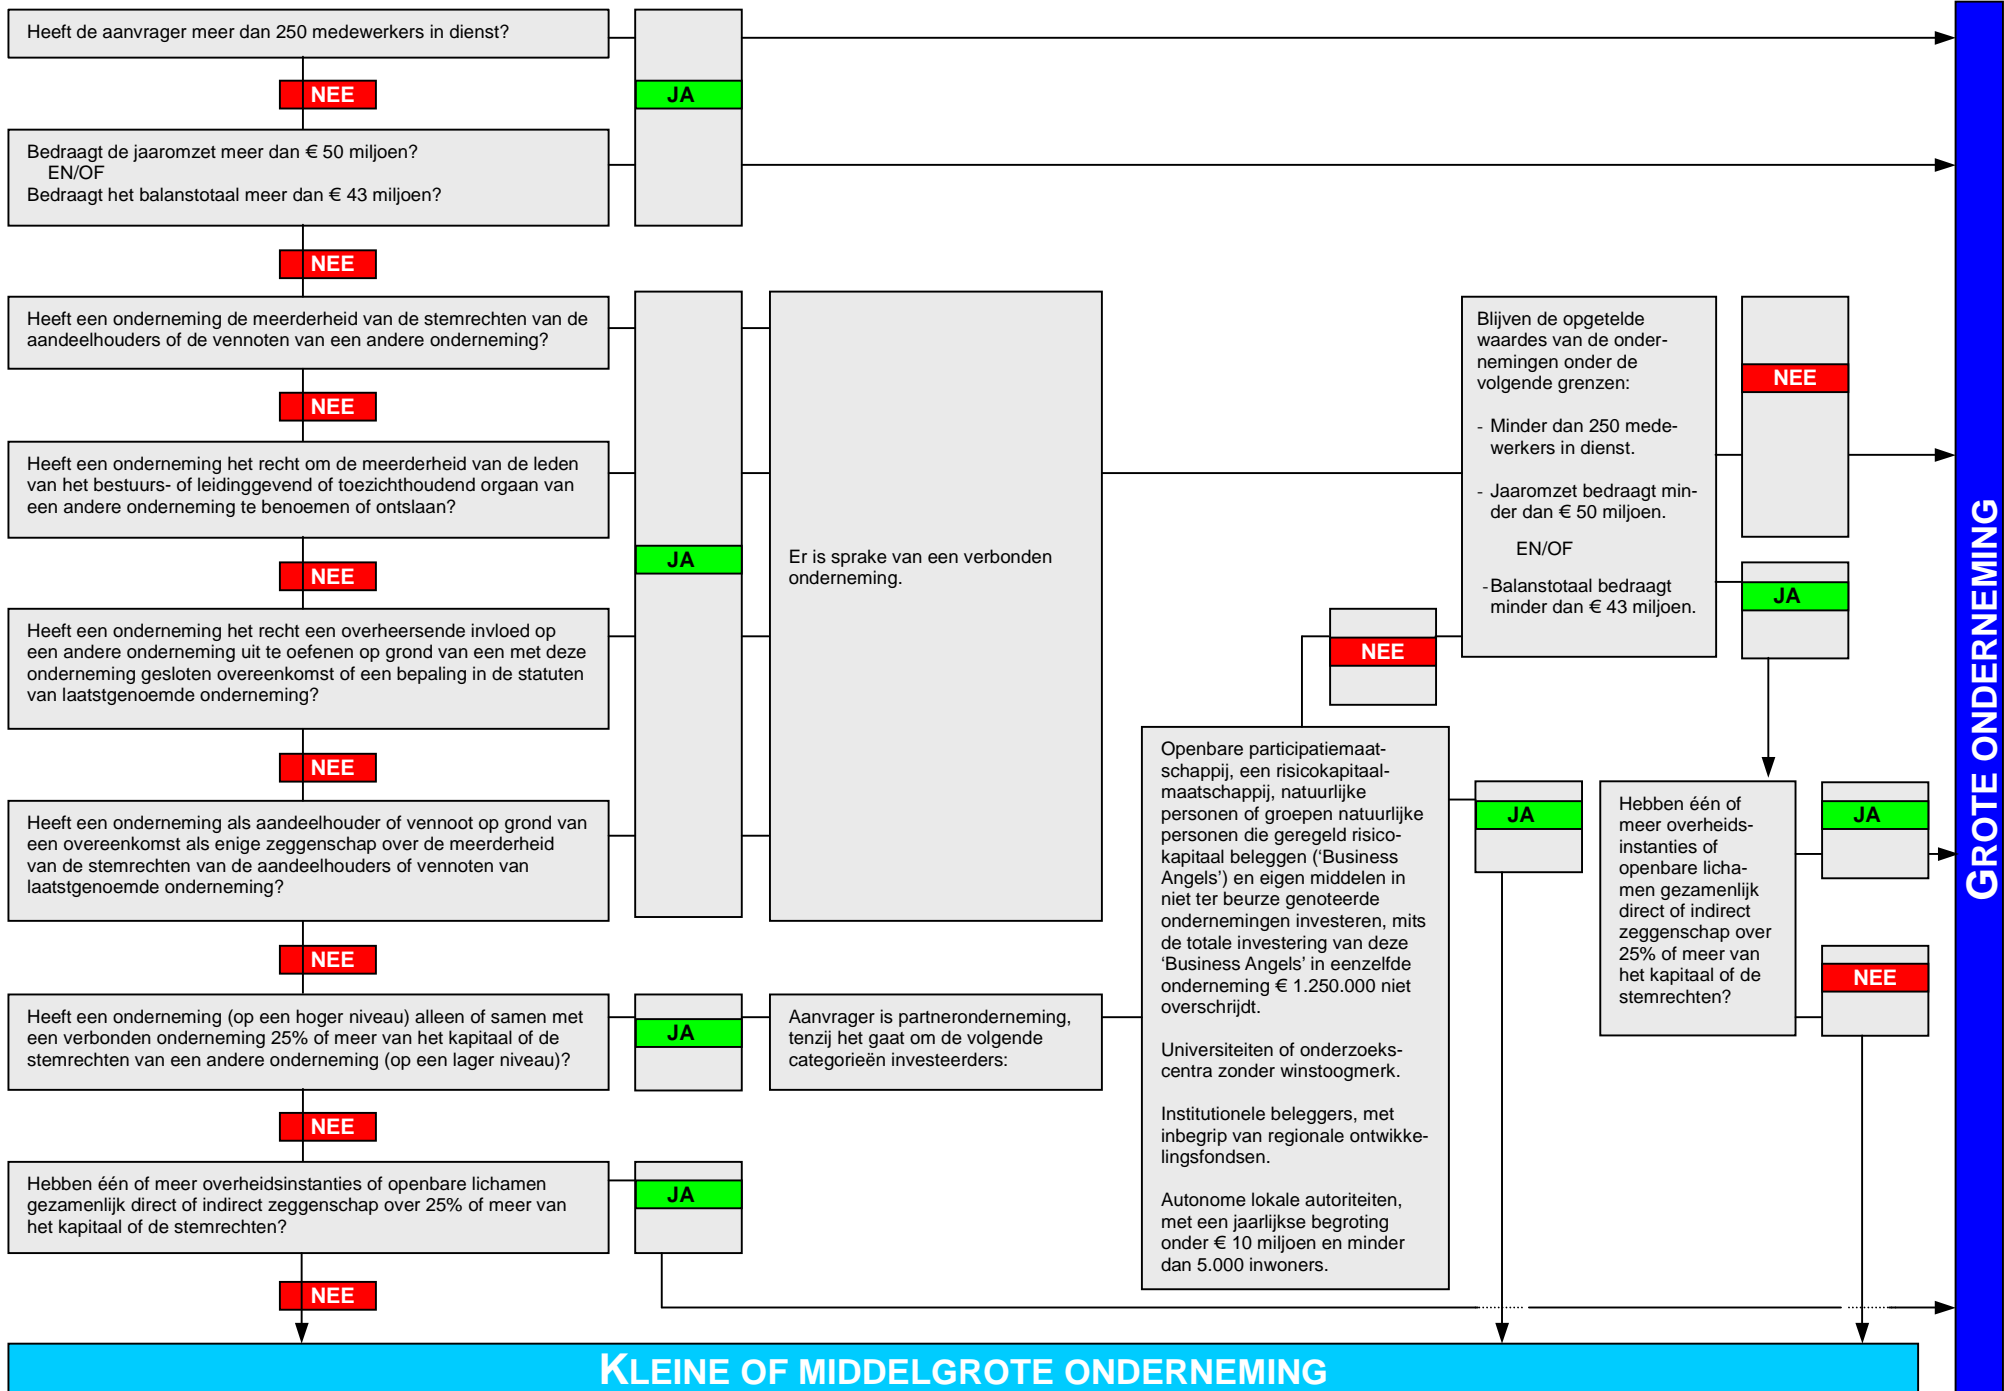 Heeft de aanvrager meer dan 250 medewerkers in dienst?
NEE
JA
Bedraagt de jaaromzet meer dan € 50 miljoen?
EN/OF
Bedraagt het balanstotaal meer dan € 43 miljoen?
NEE
Heeft een onderneming de meerderheid van de stemrechten van de
aandeelhouders of de vennoten van een andere onderneming?
NEE
Heeft een onderneming het recht om de meerderheid van de leden
van het bestuurs- of leidinggevend of toezichthoudend orgaan van
een andere onderneming te benoemen of ontslaan?
NEE
JA
Er is sprake van een verbonden
onderneming.
Heeft een onderneming het recht een overheersende invloed op
een andere onderneming uit te oefenen op grond van een met deze
onderneming gesloten overeenkomst of een bepaling in de statuten
van laatstgenoemde onderneming?
NEE
Heeft een onderneming als aandeelhouder of vennoot op grond van
een overeenkomst als enige zeggenschap over de meerderheid
van de stemrechten van de aandeelhouders of vennoten van
laatstgenoemde onderneming?
NEE
Heeft een onderneming (op een hoger niveau) alleen of samen met
een verbonden onderneming 25% of meer van het kapitaal of de
stemrechten van een andere onderneming (op een lager niveau)?
JA
Aanvrager is partneronderneming,
tenzij het gaat om de volgende
categorieën investeerders:
NEE
Hebben één of meer overheidsinstanties of openbare lichamen
gezamenlijk direct of indirect zeggenschap over 25% of meer van
het kapitaal of de stemrechten?
JA
NEE
Openbare participatiemaat-
schappij, een risicokapitaal-
maatschappij, natuurlijke
personen of groepen natuurlijke
personen die geregeld risico-
kapitaal beleggen (‘Business
Angels’) en eigen middelen in
niet ter beurze genoteerde
ondernemingen investeren, mits
de totale investering van deze
‘Business Angels’ in eenzelfde
onderneming € 1.250.000 niet
overschrijdt.
Universiteiten of onderzoeks-
centra zonder winstoogmerk.
Institutionele beleggers, met
inbegrip van regionale ontwikke-
lingsfondsen.
Autonome lokale autoriteiten,
met een jaarlijkse begroting
onder € 10 miljoen en minder
dan 5.000 inwoners.
NEE
JA
Blijven de opgetelde
waardes van de onder-
nemingen onder de
volgende grenzen:
- Minder dan 250 mede-
werkers in dienst.
- Jaaromzet bedraagt min-
der dan € 50 miljoen.
EN/OF
- Balanstotaal bedraagt
minder dan € 43 miljoen.
NEE
JA
Hebben één of
meer overheids-
instanties of
openbare licha-
men gezamenlijk
direct of indirect
zeggenschap over
25% of meer van
het kapitaal of de
stemrechten?
JA
NEE
GROTE ONDERNEMING
KLEINE OF MIDDELGROTE ONDERNEMING